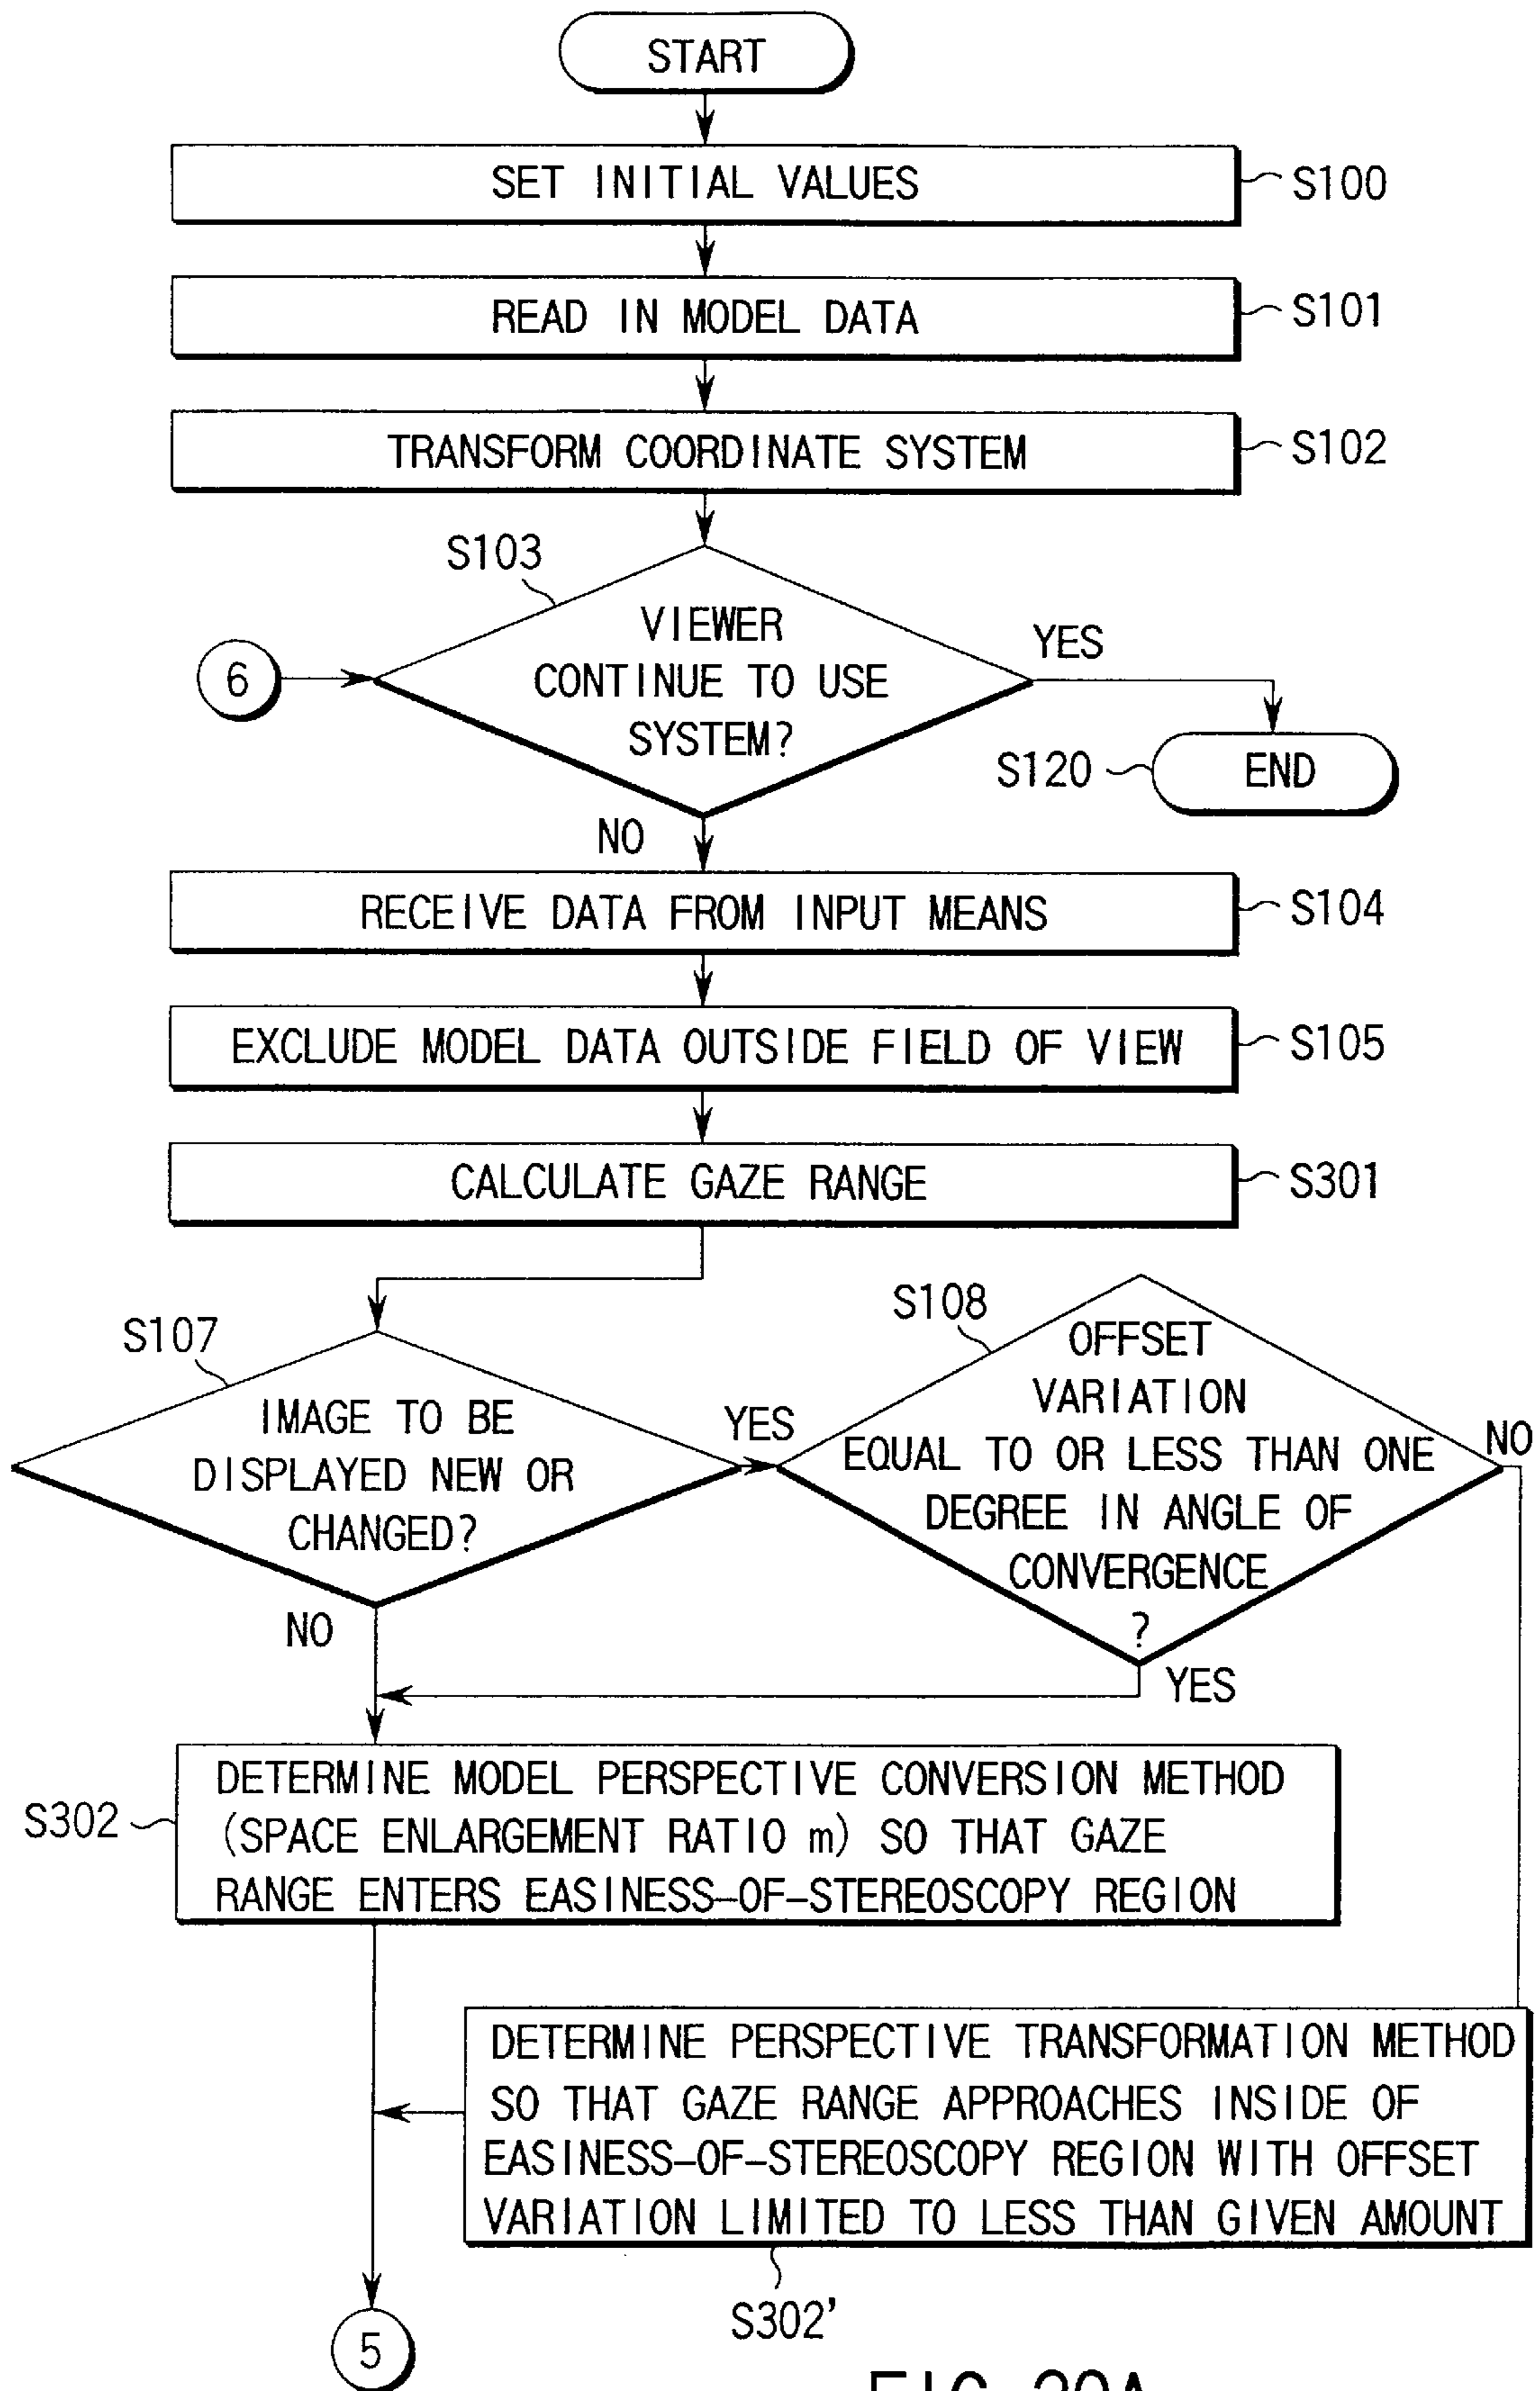 START
SET INITIAL VALUES
S100
READ IN MODEL DATA
S101
TRANSFORM COORDINATE SYSTEM
S102
S103
VIEWER
CONTINUE TO USE
SYSTEM?
YES
6
S120
END
NO
RECEIVE DATA FROM INPUT MEANS
S104
EXCLUDE MODEL DATA OUTSIDE FIELD OF VIEW
S105
CALCULATE GAZE RANGE
S301
S107
IMAGE TO BE
DISPLAYED NEW OR
CHANGED?
YES
NO
S108
OFFSET
VARIATION
EQUAL TO OR LESS THAN ONE
DEGREE IN ANGLE OF
CONVERGENCE
?
NO
YES
S302
DETERMINE MODEL PERSPECTIVE CONVERSION METHOD
(SPACE ENLARGEMENT RATIO m) SO THAT GAZE
RANGE ENTERS EASINESS-OF-STEREOSCOPY REGION
DETERMINE PERSPECTIVE TRANSFORMATION METHOD
SO THAT GAZE RANGE APPROACHES INSIDE OF
EASINESS-OF-STEREOSCOPY REGION WITH OFFSET
VARIATION LIMITED TO LESS THAN GIVEN AMOUNT
S302'
5